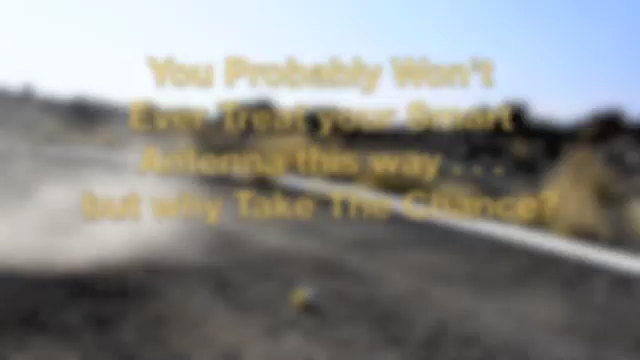 You Probably Won't
Ever Treat your Smart
Antenna this way . . .
but why Take The Chance?